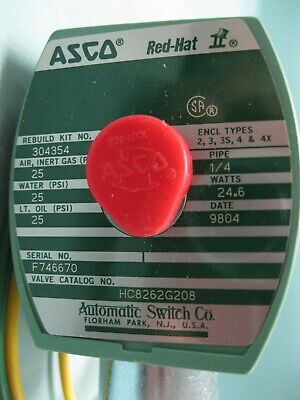 ASCO® Red-Hat II®
SA®
REBUILD KIT NO.
304354
ENCL TYPES
2, 3, 3S, 4 & 4X
AIR, INERT GAS
25
PIPE
1/4
WATER (PSI)
25
WATTS
24.6
LT. OIL (PSI)
25
DATE
9804
ASCO
SERIAL NO.
F746670
VALVE CATALOG NO.
HC8262G208
Automatic Switch Co.
FLORHAM PARK, N.J., U.S.A.